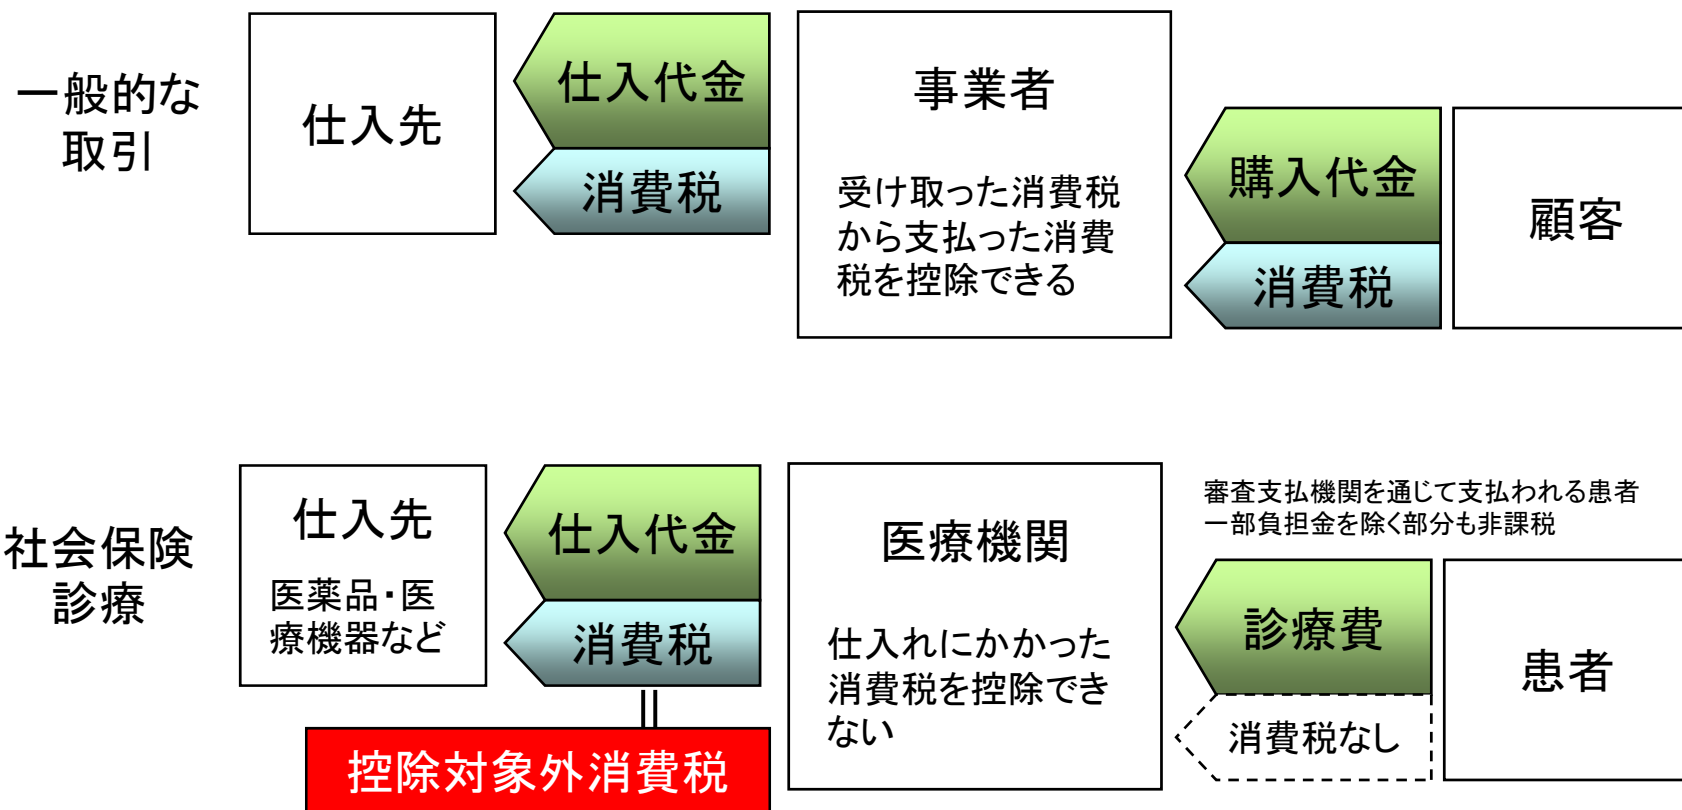 一般的な
取引
仕入先
仕入代金
消費税
事業者
受け取った消費税
から支払った消費
税を控除できる
購入代金
消費税
顧客
社会保険
診療
仕入先
医薬品・医
療機器など
仕入代金
消費税
控除対象外消費税
医療機関
仕入れにかかった
消費税を控除でき
ない
審査支払機関を通じて支払われる患者
一部負担金を除く部分も非課税
診療費
消費税なし
患者